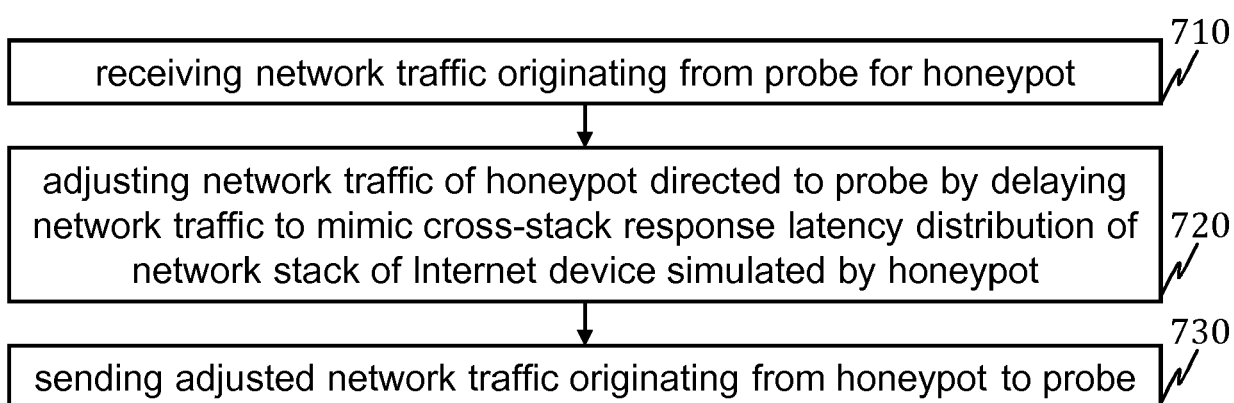 710
receiving network traffic originating from probe for honeypot
adjusting network traffic of honeypot directed to probe by delaying
network traffic to mimic cross-stack response latency distribution of
network stack of Internet device simulated by honeypot
720
730
sending adjusted network traffic originating from honeypot to probe